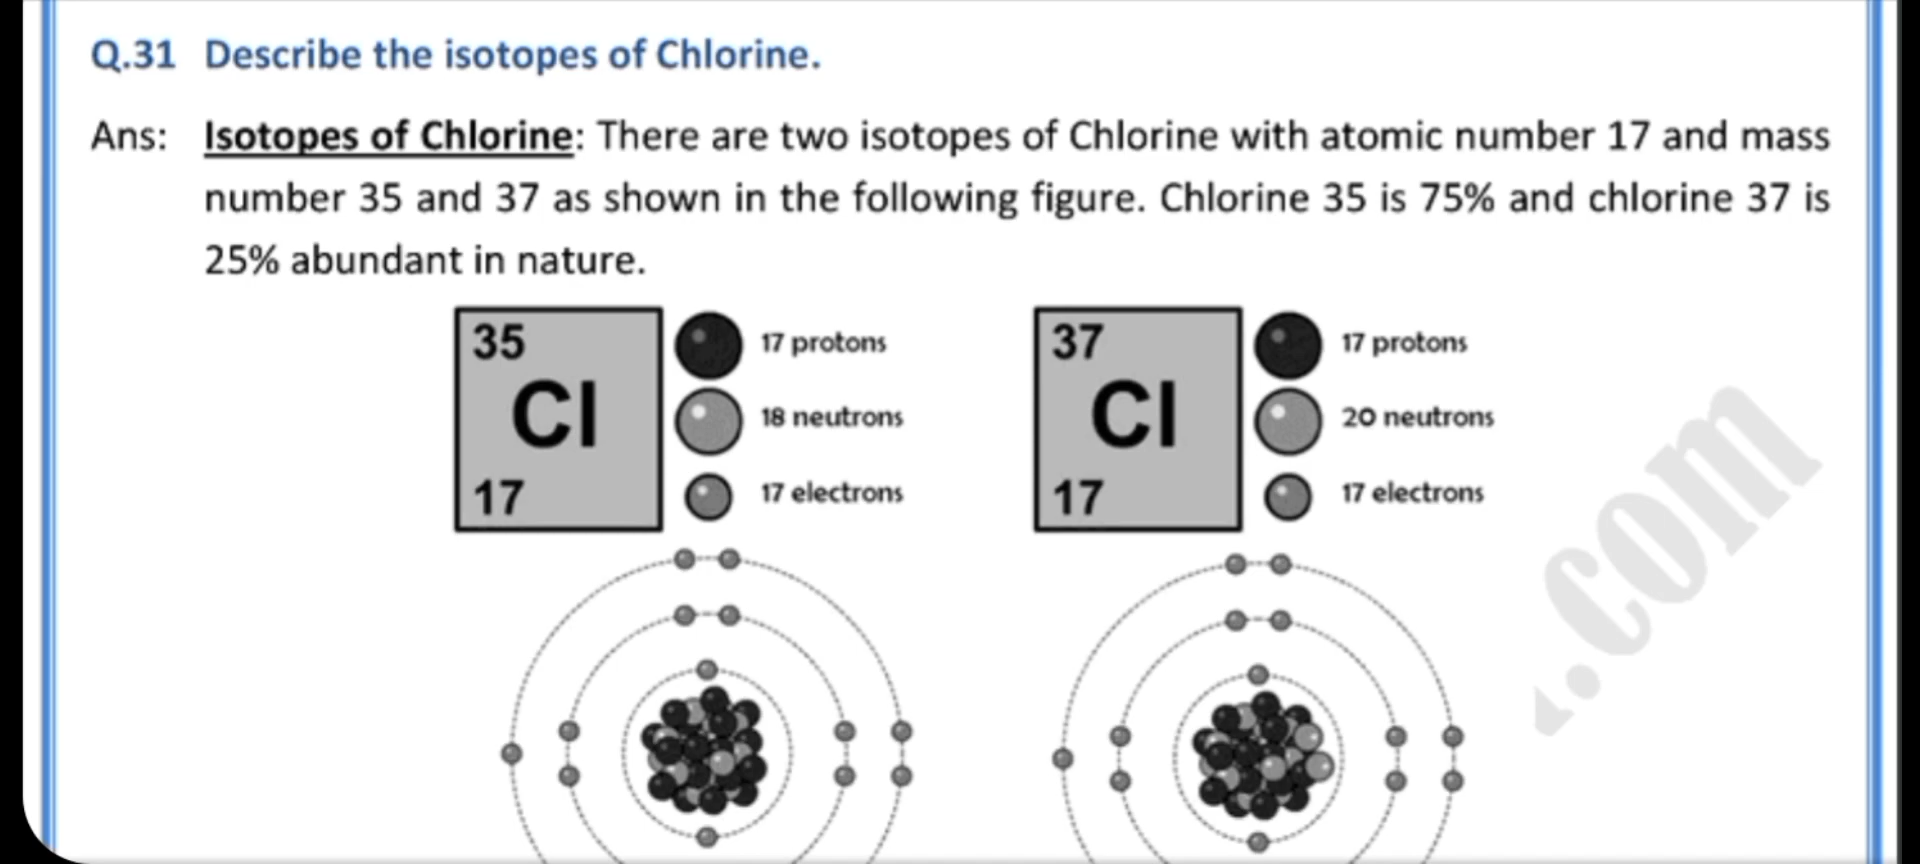 Q.31 Describe the isotopes of Chlorine.
Ans: Isotopes of Chlorine: There are two isotopes of Chlorine with atomic number 17 and mass
number 35 and 37 as shown in the following figure. Chlorine 35 is 75% and chlorine 37 is
25% abundant in nature.
35
Cl
17
17 protons
18 neutrons
17 electrons
37
Cl
17
17 protons
20 neutrons
17 electrons
.com